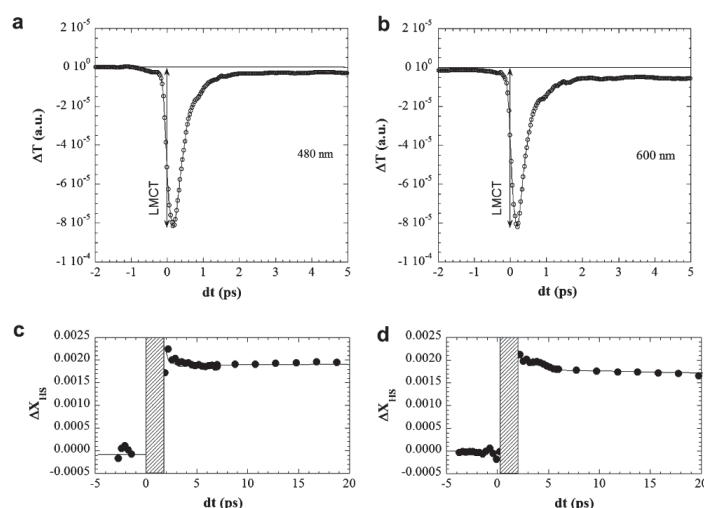 a
2 10⁻⁵
0 10⁰
-2 10⁻⁵
-4 10⁻⁵
-6 10⁻⁵
-8 10⁻⁵
-1 10⁻⁴
ΔT (a.u.)
LMCT
480 nm
-2 -1 0 1 2 3 4 5
dt (ps)
b
2 10⁻⁵
0 10⁰
-2 10⁻⁵
-4 10⁻⁵
-6 10⁻⁵
-8 10⁻⁵
-1 10⁻⁴
ΔT (a.u.)
LMCT
600 nm
-2 -1 0 1 2 3 4 5
dt (ps)
c
0.0025
0.0020
0.0015
0.0010
0.0005
0.0000
-0.0005
ΔX_HS
-5 0 5 10 15 20
dt (ps)
d
0.0025
0.0020
0.0015
0.0010
0.0005
0.0000
-0.0005
ΔX_HS
-5 0 5 10 15 20
dt (ps)